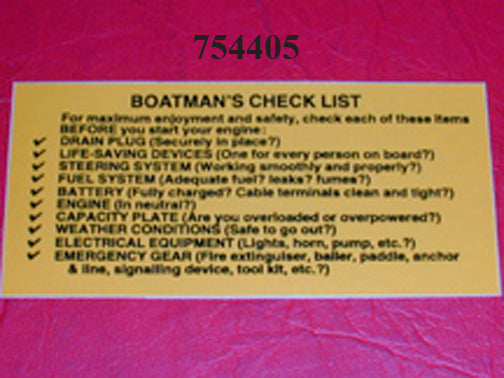 754405
BOATMAN'S CHECK LIST
For maximum enjoyment and safety, check each of these items
BEFORE you start your engine:
✔ DRAIN PLUG (Securely in place?)
✔ LIFE-SAVING DEVICES (One for every person on board?)
✔ STEERING SYSTEM (Working smoothly and properly?)
✔ FUEL SYSTEM (Adequate fuel? leaks? fumes?)
✔ BATTERY (Fully charged? Cable terminals clean and tight?)
✔ ENGINE (In neutral?)
✔ CAPACITY PLATE (Are you overloaded or overpowered?)
✔ WEATHER CONDITIONS (Safe to go out?)
✔ ELECTRICAL EQUIPMENT (Lights, horn, pump, etc.?)
✔ EMERGENCY GEAR (Fire extinguiser, bailer, paddle, anchor
& line, signalling device, tool kit, etc.?)